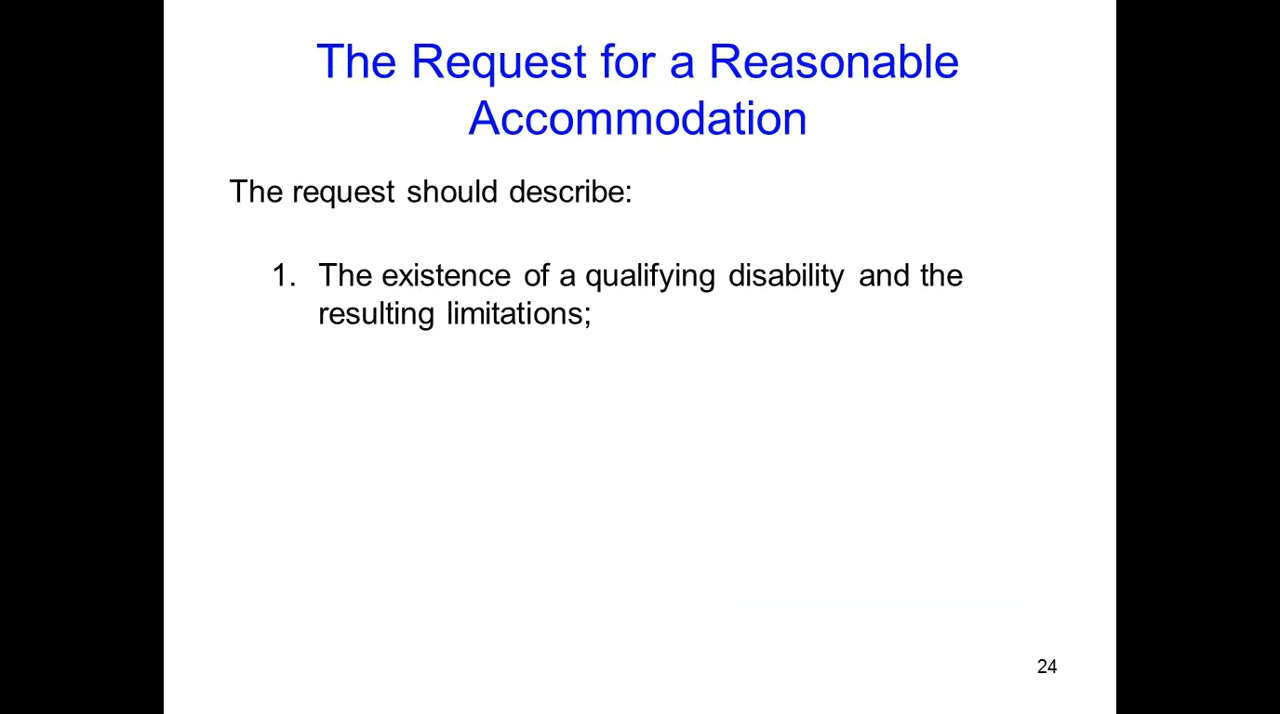 The Request for a Reasonable
Accommodation
The request should describe:
1. The existence of a qualifying disability and the
resulting limitations;
24